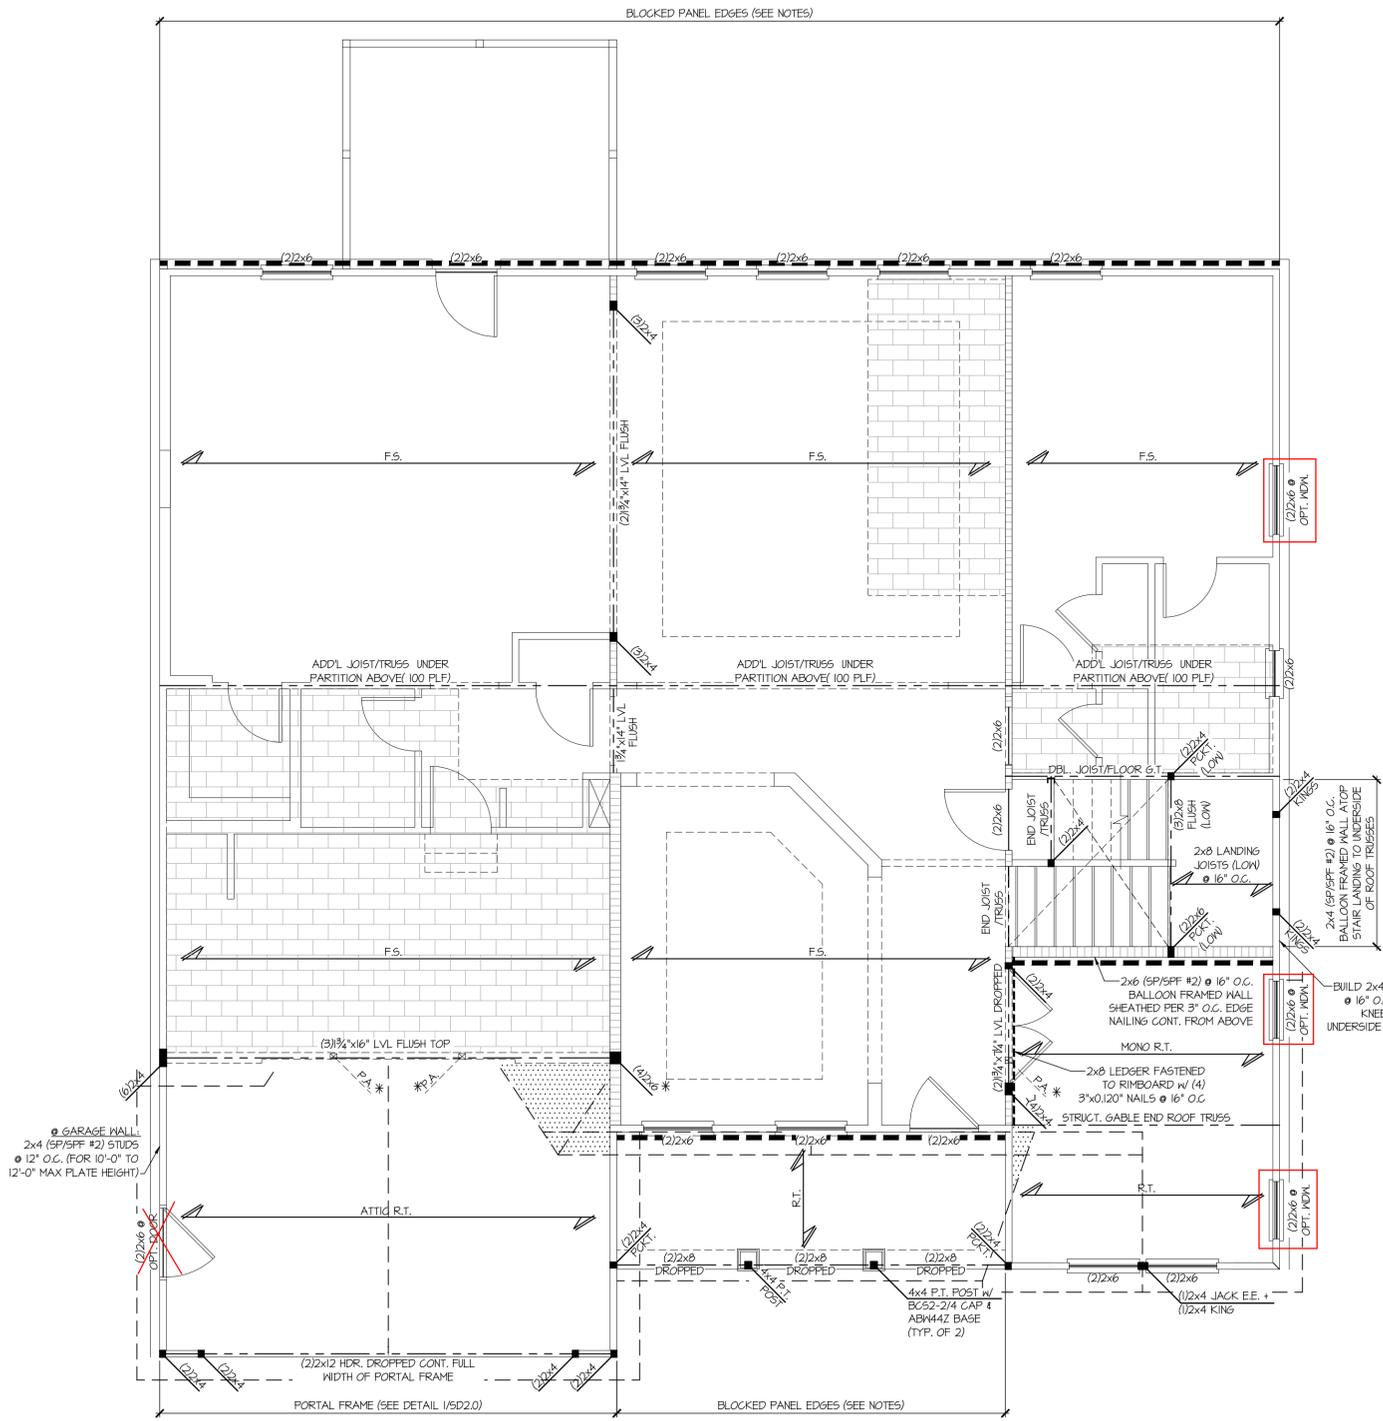 BLOCKED PANEL EDGES (SEE NOTES)
(2)2x6
(2)2x6
(2)2x6
(2)2x6
(2)2x6
(2)2x6
(3)2x4
(2)1¾"x14" LVL FLUSH
F.S.
F.S.
F.S.
(2)2x6 @
OPT. WDW.
(3)2x4
ADD'L JOIST/TRUSS UNDER
PARTITION ABOVE( 100 PLF)
ADD'L JOIST/TRUSS UNDER
PARTITION ABOVE( 100 PLF)
ADD'L JOIST/TRUSS UNDER
PARTITION ABOVE( 100 PLF)
(2)2x6
1¾"x14" LVL
FLUSH
(2)2x6
(2)2x4
PCKT.
(LOW)
DBL. JOIST/FLOOR G.T.
(2)2x4
KINGS
(2)2x6
END JOIST
/TRUSS
(2)2x4
(3)2x8
FLUSH
(LOW)
2x8 LANDING
JOISTS (LOW)
@ 16" O.C.
2x4 (SP/SPF #2) @ 16" O.C.
BALLOON FRAMED WALL ATOP
STAIR LANDING TO UNDERSIDE
OF ROOF TRUSSES
END JOIST
/TRUSS
(2)2x6
PCKT.
(LOW)
(2)2x4
KINGS
F.S.
F.S.
(2)2x4
2x6 (SP/SPF #2) @ 16" O.C.
BALLOON FRAMED WALL
SHEATHED PER 3" O.C. EDGE
NAILING CONT. FROM ABOVE
(2)2x6 @
OPT. WDW.
BUILD 2x4
@ 16" O.
KNEE
UNDERSIDE
(2)1¾"x14" LVL DROPPED
(3)1¾"x16" LVL FLUSH TOP
MONO R.T.
(6)2x4
P.A.
*
*
P.A.
(4)2x6
*
P.A.
*
2x8 LEDGER FASTENED
TO RIMBOARD W/ (4)
3"x0.120" NAILS @ 16" O.C
(4)2x4
STRUCT. GABLE END ROOF TRUSS
@ GARAGE WALL:
2x4 (SP/SPF #2) STUDS
@ 12" O.C. (FOR 10'-0" TO
12'-0" MAX PLATE HEIGHT)
(2)2x6
(2)2x6
(2)2x6
R.T.
R.T.
(2)2x6 @
OPT. WDW.
ATTIC R.T.
(2)2x6 @
OPT. DOOR
(2)2x4
PCKT.
(2)2x4
PCKT.
(2)2x8
DROPPED
(2)2x8
DROPPED
(2)2x8
DROPPED
4x4 P.T.
POST
4x4 P.T. POST W/
BCS2-2/4 CAP &
ABW44Z BASE
(TYP. OF 2)
(2)2x6
(2)2x6
(1)2x4 JACK E.E. +
(1)2x4 KING
(2)2x4
(2)2x4
(2)2x12 HDR. DROPPED CONT. FULL
WIDTH OF PORTAL FRAME
(2)2x4
(2)2x4
PORTAL FRAME (SEE DETAIL 1/SD2.0)
BLOCKED PANEL EDGES (SEE NOTES)